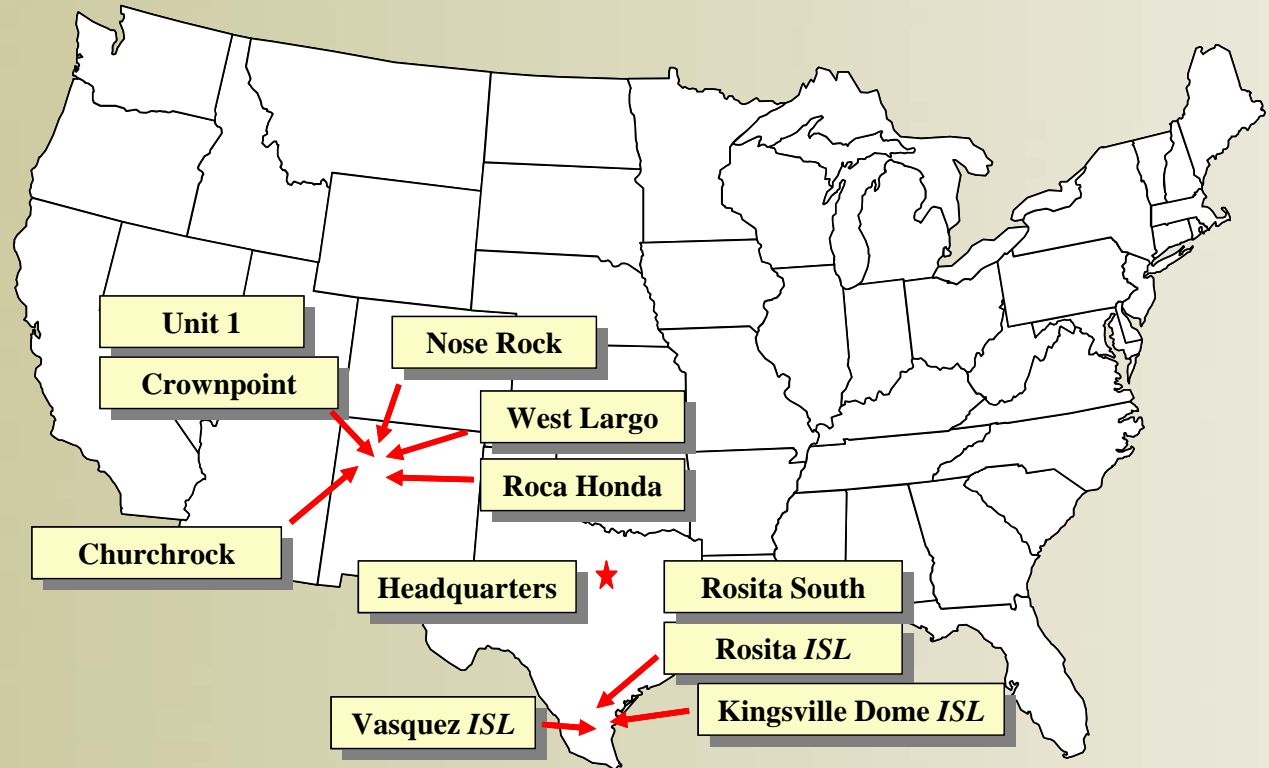 Unit 1
Nose Rock
Crownpoint
West Largo
Roca Honda
Churchrock
Headquarters
Rosita South
Rosita ISL
Kingsville Dome ISL
Vasquez ISL